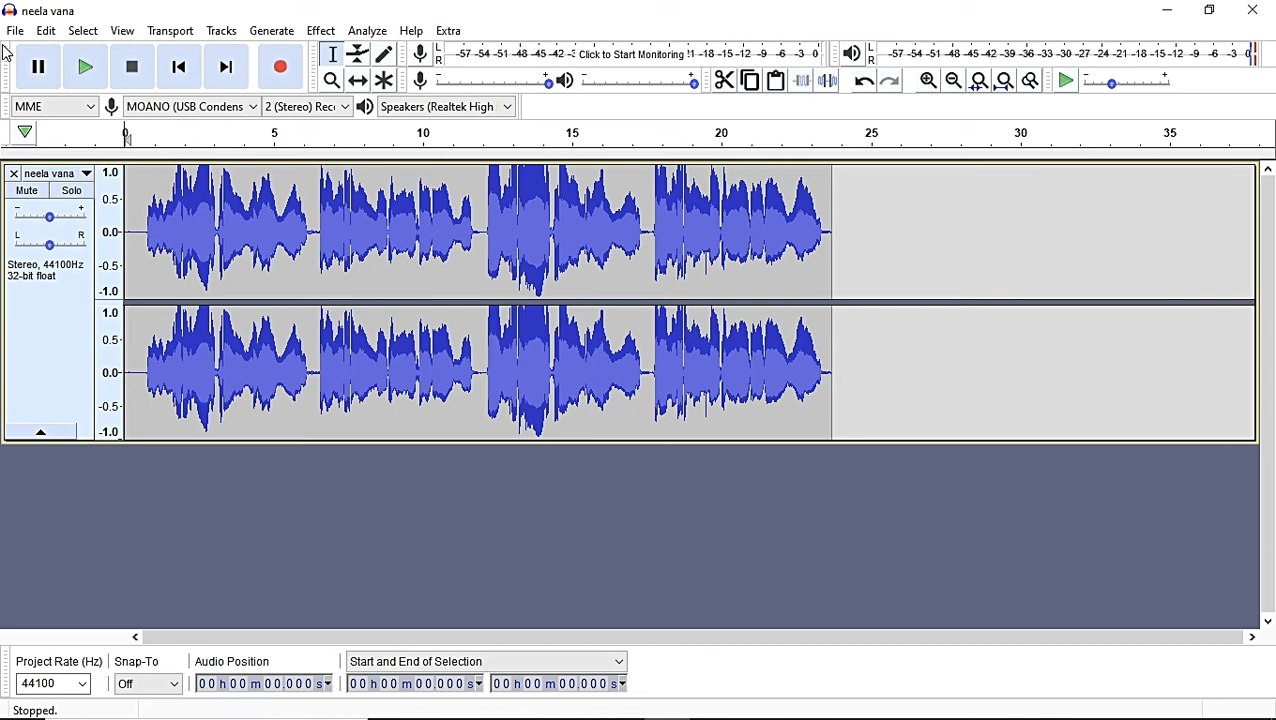 neela vana
File Edit Select View Transport Tracks Generate Effect Analyze Help Extra
L R -57 -54 -51 -48 -45 -42 -3 Click to Start Monitoring !1 -18 -15 -12 -9 -6 -3 0
L R -57 -54 -51 -48 -45 -42 -39 -36 -33 -30 -27 -24 -21 -18 -15 -12 -9 -6 -3 0
MME MOANO (USB Condens 2 (Stereo) Rec Speakers (Realtek High
0 5 10 15 20 25 30 35
neela vana
Mute Solo
- +
L R
Stereo, 44100Hz
32-bit float
1.0
0.5
0.0
-0.5
-1.0
1.0
0.5
0.0
-0.5
-1.0
Project Rate (Hz) Snap-To Audio Position Start and End of Selection
44100 Off 00 h 00 m 00.000 s 00 h 00 m 00.000 s 00 h 00 m 00.000 s
Stopped.